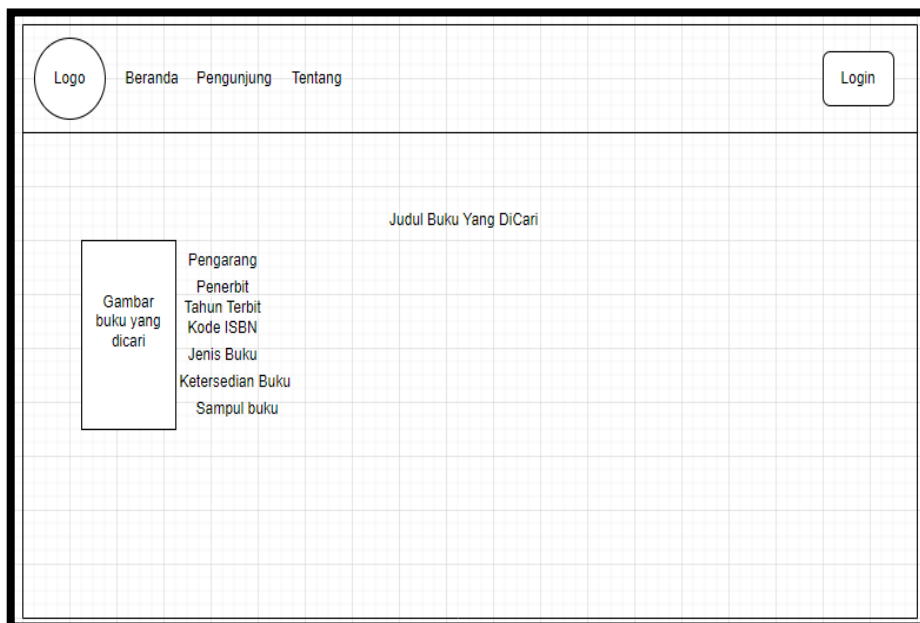 Logo
Beranda
Pengunjung
Tentang
Login
Judul Buku Yang DiCari
Gambar
buku yang
dicari
Pengarang
Penerbit
Tahun Terbit
Kode ISBN
Jenis Buku
Ketersedian Buku
Sampul buku